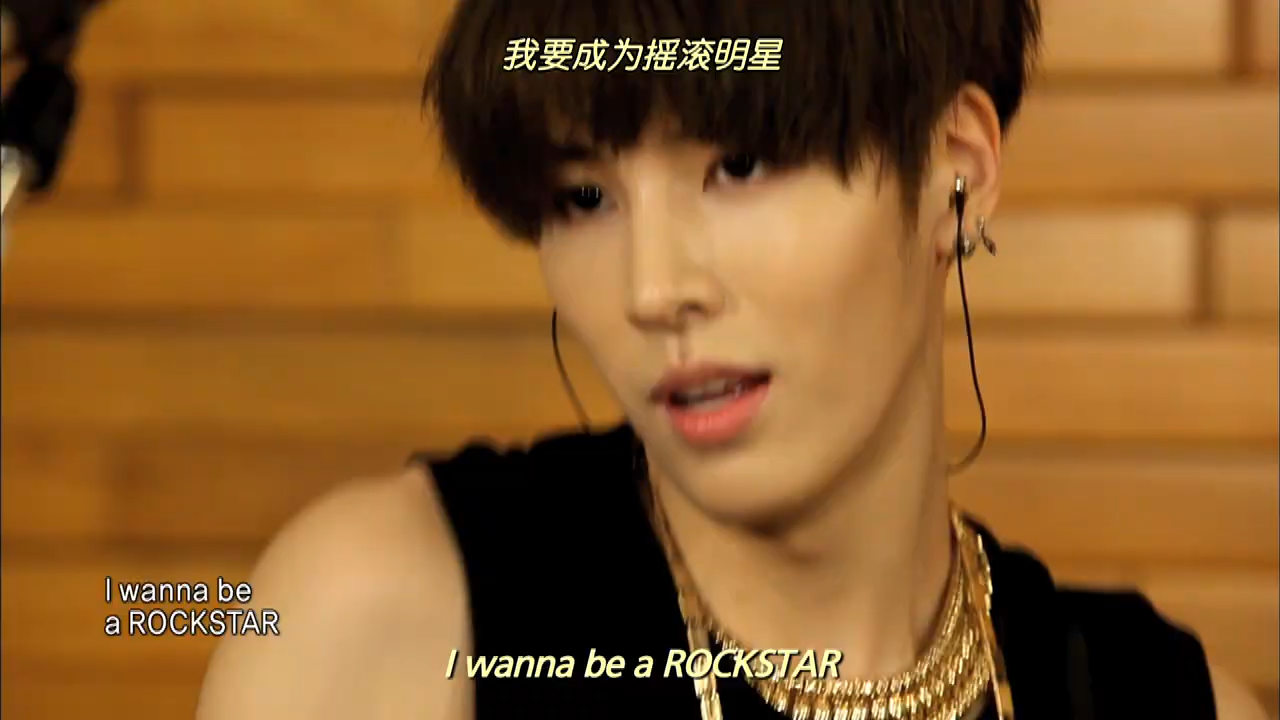 我要成为摇滚明星
I wanna be
a ROCKSTAR
I wanna be a ROCKSTAR